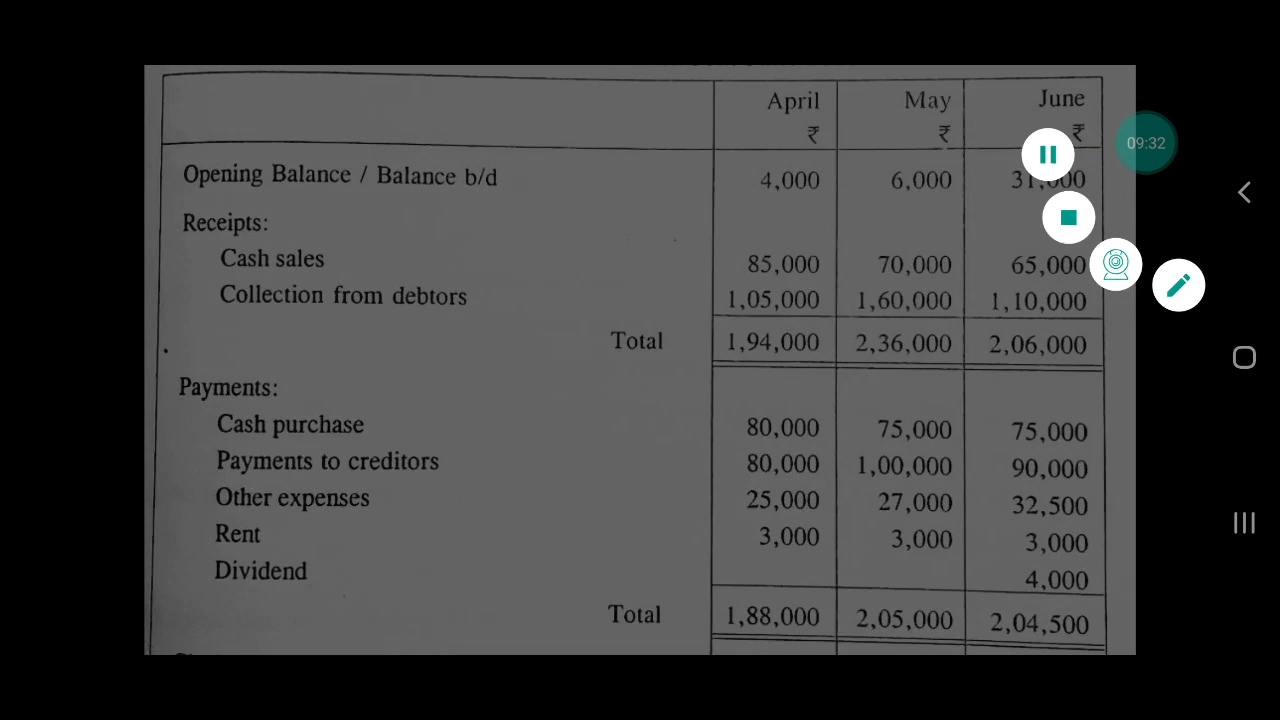 April May June
₹ ₹ ₹
Opening Balance / Balance b/d 4,000 6,000 31,000
Receipts:
Cash sales 85,000 70,000 65,000
Collection from debtors 1,05,000 1,60,000 1,10,000
Total 1,94,000 2,36,000 2,06,000
Payments:
Cash purchase 80,000 75,000 75,000
Payments to creditors 80,000 1,00,000 90,000
Other expenses 25,000 27,000 32,500
Rent 3,000 3,000 3,000
Dividend 4,000
Total 1,88,000 2,05,000 2,04,500
09:32